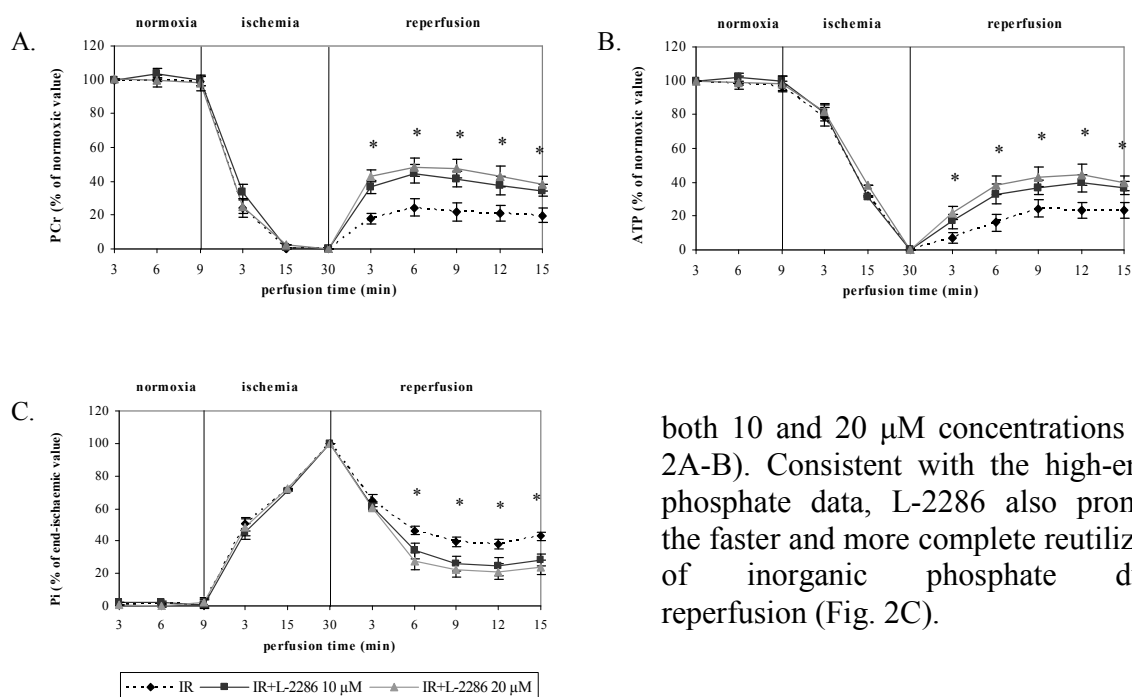 A.
normoxia ischemia reperfusion
120
100
80
60
40
20
0
PCr (% of normoxic value)
* * * * *
3 6 9 3 15 30 3 6 9 12 15
perfusion time (min)
B.
normoxia ischemia reperfusion
120
100
80
60
40
20
0
ATP (% of normoxic value)
* * * * *
3 6 9 3 15 30 3 6 9 12 15
perfusion time (min)
C.
normoxia ischemia reperfusion
120
100
80
60
40
20
0
Pi (% of end-ischaemic value)
* * * *
3 6 9 3 15 30 3 6 9 12 15
perfusion time (min)
IR IR+L-2286 10 µM IR+L-2286 20 µM
both 10 and 20 μM concentrations
2A-B). Consistent with the high-en
phosphate data, L-2286 also prom
the faster and more complete reutiliz
of inorganic phosphate d
reperfusion (Fig. 2C).